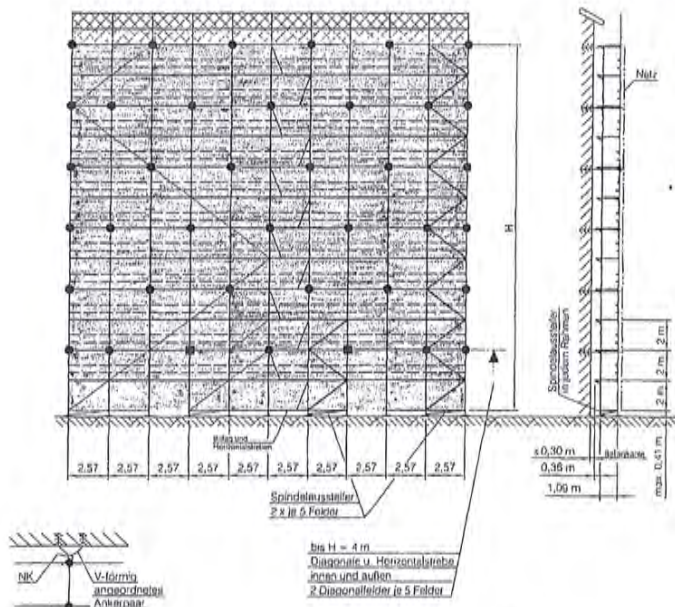 Netz
H
Spindelaussteifer
in jedem Rahmen
2 m
2 m
2 m
Horizontalstreben
2,57
2,57
2,57
2,57
2,57
2,57
2,57
2,57
2,57
2,57
≤ 0,30 m
0,36 m
1,09 m
max. 0,41 m
Spindelaussteifer
2 x je 5 Felder
bis H = 4 m
Diagonale u. Horizontalstrebe
innen und außen
2 Diagonalfelder je 5 Felder
NK
V-förmig
angeordnetes
Ankerpaar